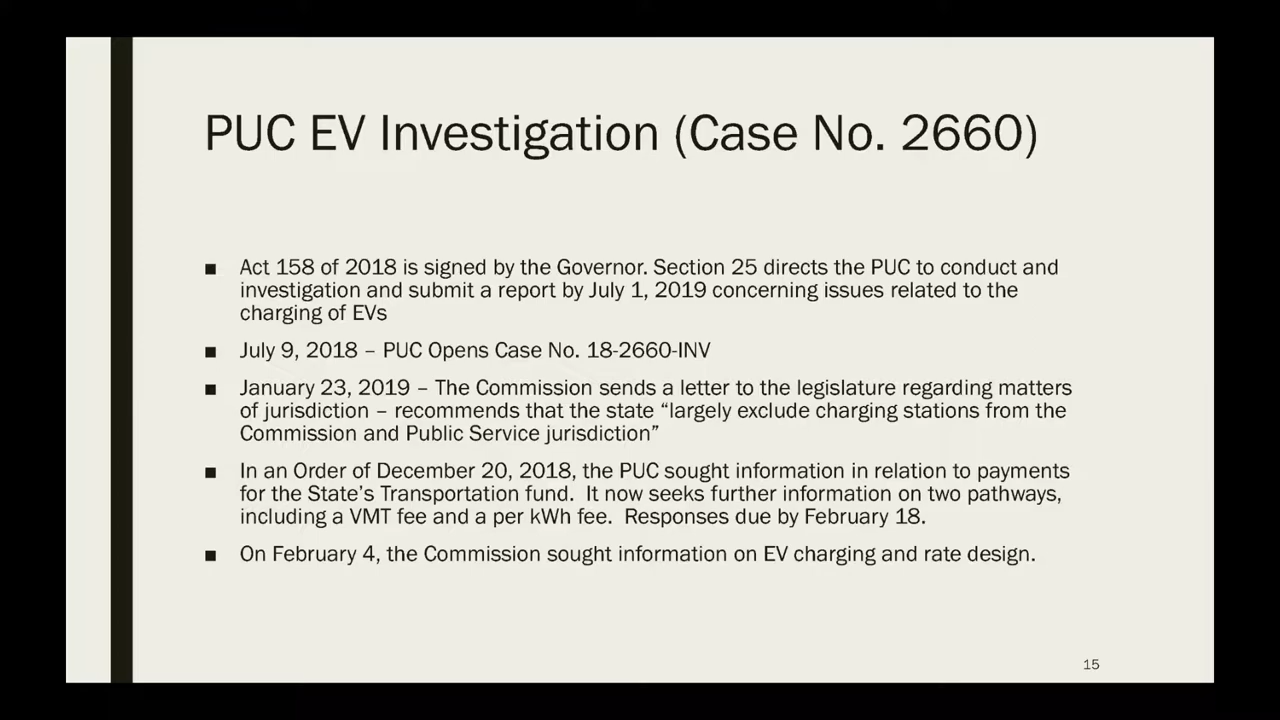 PUC EV Investigation (Case No. 2660)
■ Act 158 of 2018 is signed by the Governor. Section 25 directs the PUC to conduct and
investigation and submit a report by July 1, 2019 concerning issues related to the
charging of EVs
■ July 9, 2018 – PUC Opens Case No. 18-2660-INV
■ January 23, 2019 – The Commission sends a letter to the legislature regarding matters
of jurisdiction – recommends that the state “largely exclude charging stations from the
Commission and Public Service jurisdiction”
■ In an Order of December 20, 2018, the PUC sought information in relation to payments
for the State’s Transportation fund. It now seeks further information on two pathways,
including a VMT fee and a per kWh fee. Responses due by February 18.
■ On February 4, the Commission sought information on EV charging and rate design.
15